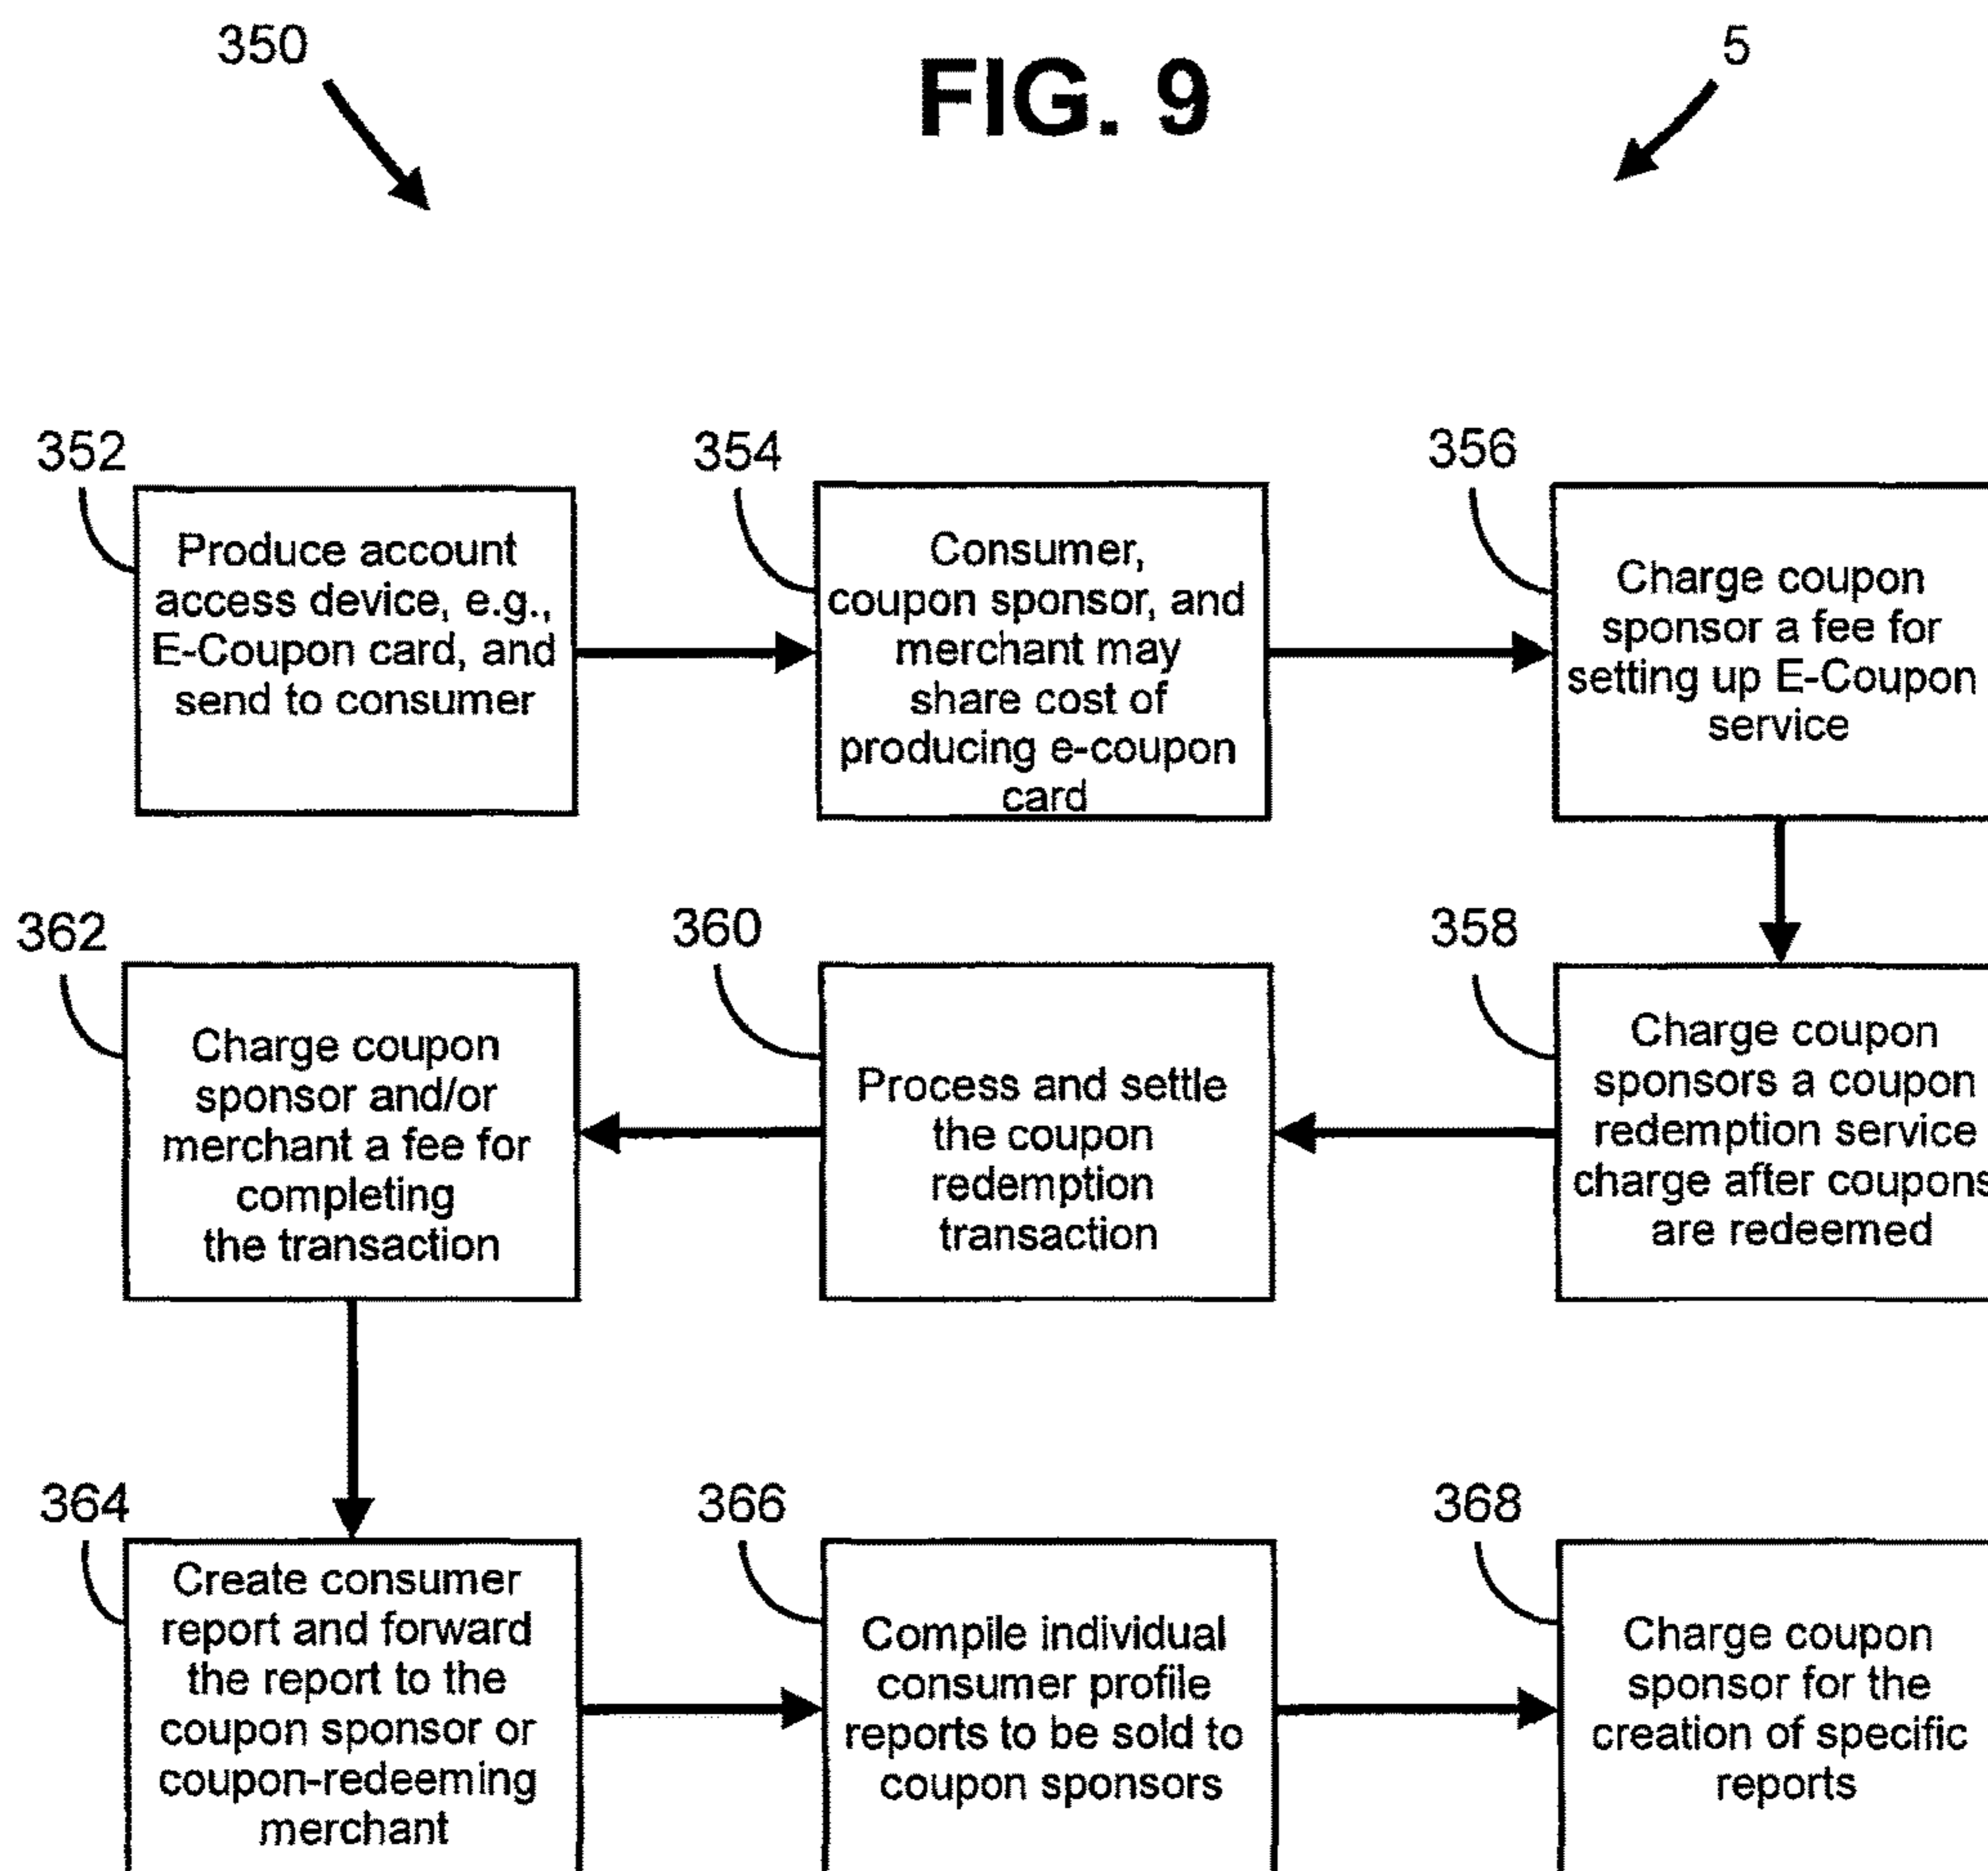 350
FIG. 9
5
352
Produce account
access device, e.g.,
E-Coupon card, and
send to consumer
354
Consumer,
coupon sponsor, and
merchant may
share cost of
producing e-coupon
card
356
Charge coupon
sponsor a fee for
setting up E-Coupon
service
358
Charge coupon
sponsors a coupon
redemption service
charge after coupons
are redeemed
360
Process and settle
the coupon
redemption
transaction
362
Charge coupon
sponsor and/or
merchant a fee for
completing
the transaction
364
Create consumer
report and forward
the report to the
coupon sponsor or
coupon-redeeming
merchant
366
Compile individual
consumer profile
reports to be sold to
coupon sponsors
368
Charge coupon
sponsor for the
creation of specific
reports